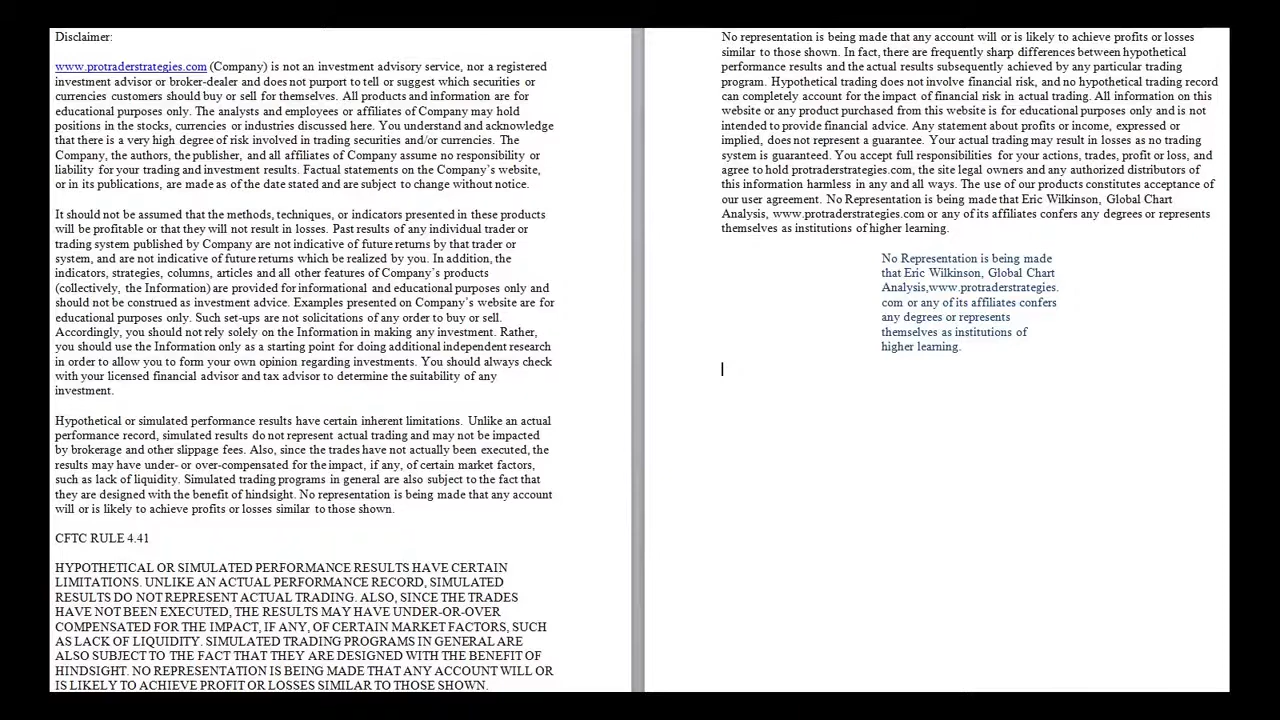 Disclaimer:
www.protraderstrategies.com (Company) is not an investment advisory service, nor a registered
investment advisor or broker-dealer and does not purport to tell or suggest which securities or
currencies customers should buy or sell for themselves. All products and information are for
educational purposes only. The analysts and employees or affiliates of Company may hold
positions in the stocks, currencies or industries discussed here. You understand and acknowledge
that there is a very high degree of risk involved in trading securities and/or currencies. The
Company, the authors, the publisher, and all affiliates of Company assume no responsibility or
liability for your trading and investment results. Factual statements on the Company's website,
or in its publications, are made as of the date stated and are subject to change without notice.
It should not be assumed that the methods, techniques, or indicators presented in these products
will be profitable or that they will not result in losses. Past results of any individual trader or
trading system published by Company are not indicative of future returns by that trader or
system, and are not indicative of future returns which be realized by you. In addition, the
indicators, strategies, columns, articles and all other features of Company's products
(collectively, the Information) are provided for informational and educational purposes only and
should not be construed as investment advice. Examples presented on Company's website are for
educational purposes only. Such set-ups are not solicitations of any order to buy or sell.
Accordingly, you should not rely solely on the Information in making any investment. Rather,
you should use the Information only as a starting point for doing additional independent research
in order to allow you to form your own opinion regarding investments. You should always check
with your licensed financial advisor and tax advisor to determine the suitability of any
investment.
Hypothetical or simulated performance results have certain inherent limitations. Unlike an actual
performance record, simulated results do not represent actual trading and may not be impacted
by brokerage and other slippage fees. Also, since the trades have not actually been executed, the
results may have under- or over-compensated for the impact, if any, of certain market factors,
such as lack of liquidity. Simulated trading programs in general are also subject to the fact that
they are designed with the benefit of hindsight. No representation is being made that any account
will or is likely to achieve profits or losses similar to those shown.
CFTC RULE 4.41
HYPOTHETICAL OR SIMULATED PERFORMANCE RESULTS HAVE CERTAIN
LIMITATIONS. UNLIKE AN ACTUAL PERFORMANCE RECORD, SIMULATED
RESULTS DO NOT REPRESENT ACTUAL TRADING. ALSO, SINCE THE TRADES
HAVE NOT BEEN EXECUTED, THE RESULTS MAY HAVE UNDER-OR-OVER
COMPENSATED FOR THE IMPACT, IF ANY, OF CERTAIN MARKET FACTORS, SUCH
AS LACK OF LIQUIDITY. SIMULATED TRADING PROGRAMS IN GENERAL ARE
ALSO SUBJECT TO THE FACT THAT THEY ARE DESIGNED WITH THE BENEFIT OF
HINDSIGHT. NO REPRESENTATION IS BEING MADE THAT ANY ACCOUNT WILL OR
IS LIKELY TO ACHIEVE PROFIT OR LOSSES SIMILAR TO THOSE SHOWN.
No representation is being made that any account will or is likely to achieve profits or losses
similar to those shown. In fact, there are frequently sharp differences between hypothetical
performance results and the actual results subsequently achieved by any particular trading
program. Hypothetical trading does not involve financial risk, and no hypothetical trading record
can completely account for the impact of financial risk in actual trading. All information on this
website or any product purchased from this website is for educational purposes only and is not
intended to provide financial advice. Any statement about profits or income, expressed or
implied, does not represent a guarantee. Your actual trading may result in losses as no trading
system is guaranteed. You accept full responsibilities for your actions, trades, profit or loss, and
agree to hold protraderstrategies.com, the site legal owners and any authorized distributors of
this information harmless in any and all ways. The use of our products constitutes acceptance of
our user agreement. No Representation is being made that Eric Wilkinson, Global Chart
Analysis, www.protraderstrategies.com or any of its affiliates confers any degrees or represents
themselves as institutions of higher learning.
No Representation is being made
that Eric Wilkinson, Global Chart
Analysis,www.protraderstrategies.
com or any of its affiliates confers
any degrees or represents
themselves as institutions of
higher learning.